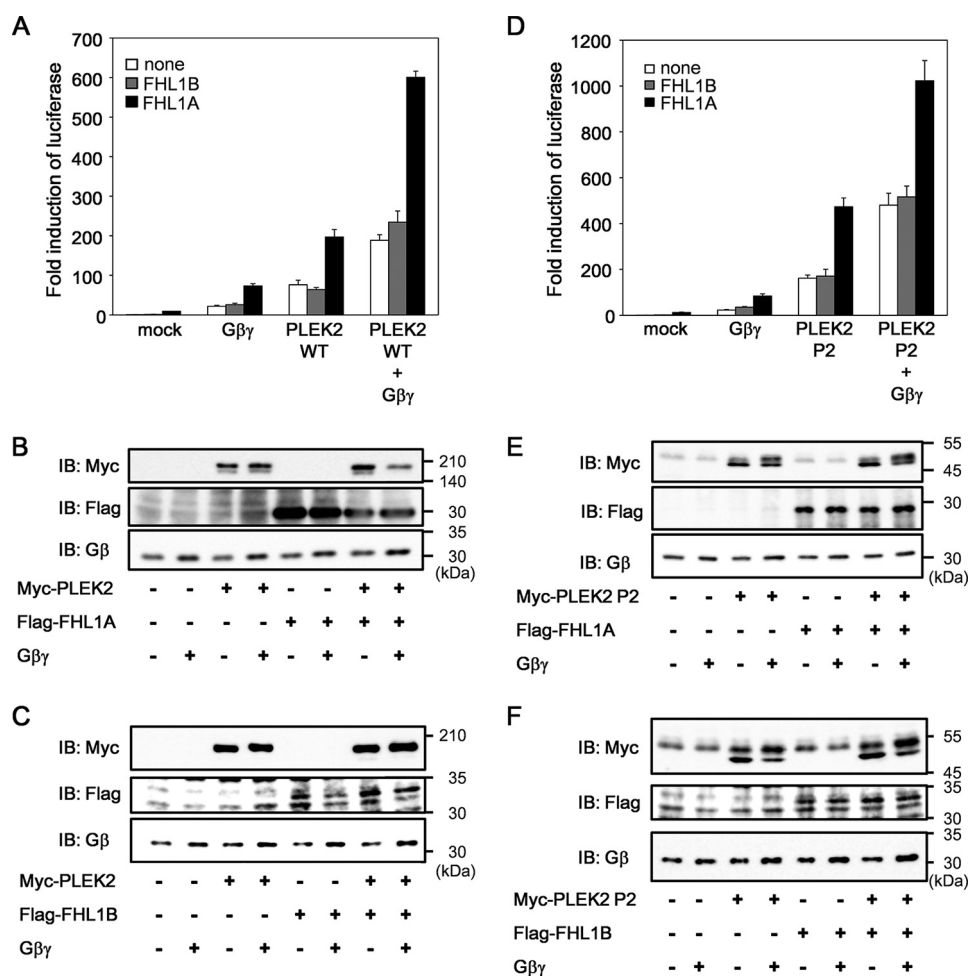 A
Fold induction of luciferase
700
600
500
400
300
200
100
0
none
FHL1B
FHL1A
mock
Gβγ
PLEK2
WT
PLEK2
WT
+
Gβγ
B
IB: Myc
210
140
IB: Flag
30
IB: Gβ
35
30
(kDa)
Myc-PLEK2 - - + + - - + +
Flag-FHL1A - - - - + + + +
Gβγ - + - + - + - +
C
IB: Myc
210
IB: Flag
35
30
IB: Gβ
30
(kDa)
Myc-PLEK2 - - + + - - + +
Flag-FHL1B - - - - + + + +
Gβγ - + - + - + - +
D
Fold induction of luciferase
1200
1000
800
600
400
200
0
none
FHL1B
FHL1A
mock
Gβγ
PLEK2
P2
PLEK2
P2
+
Gβγ
E
IB: Myc
55
45
IB: Flag
30
IB: Gβ
30
(kDa)
Myc-PLEK2 P2 - - + + - - + +
Flag-FHL1A - - - - + + + +
Gβγ - + - + - + - +
F
IB: Myc
55
45
IB: Flag
35
30
IB: Gβ
35
30
(kDa)
Myc-PLEK2 P2 - - + + - - + +
Flag-FHL1B - - - - + + + +
Gβγ - + - + - + - +